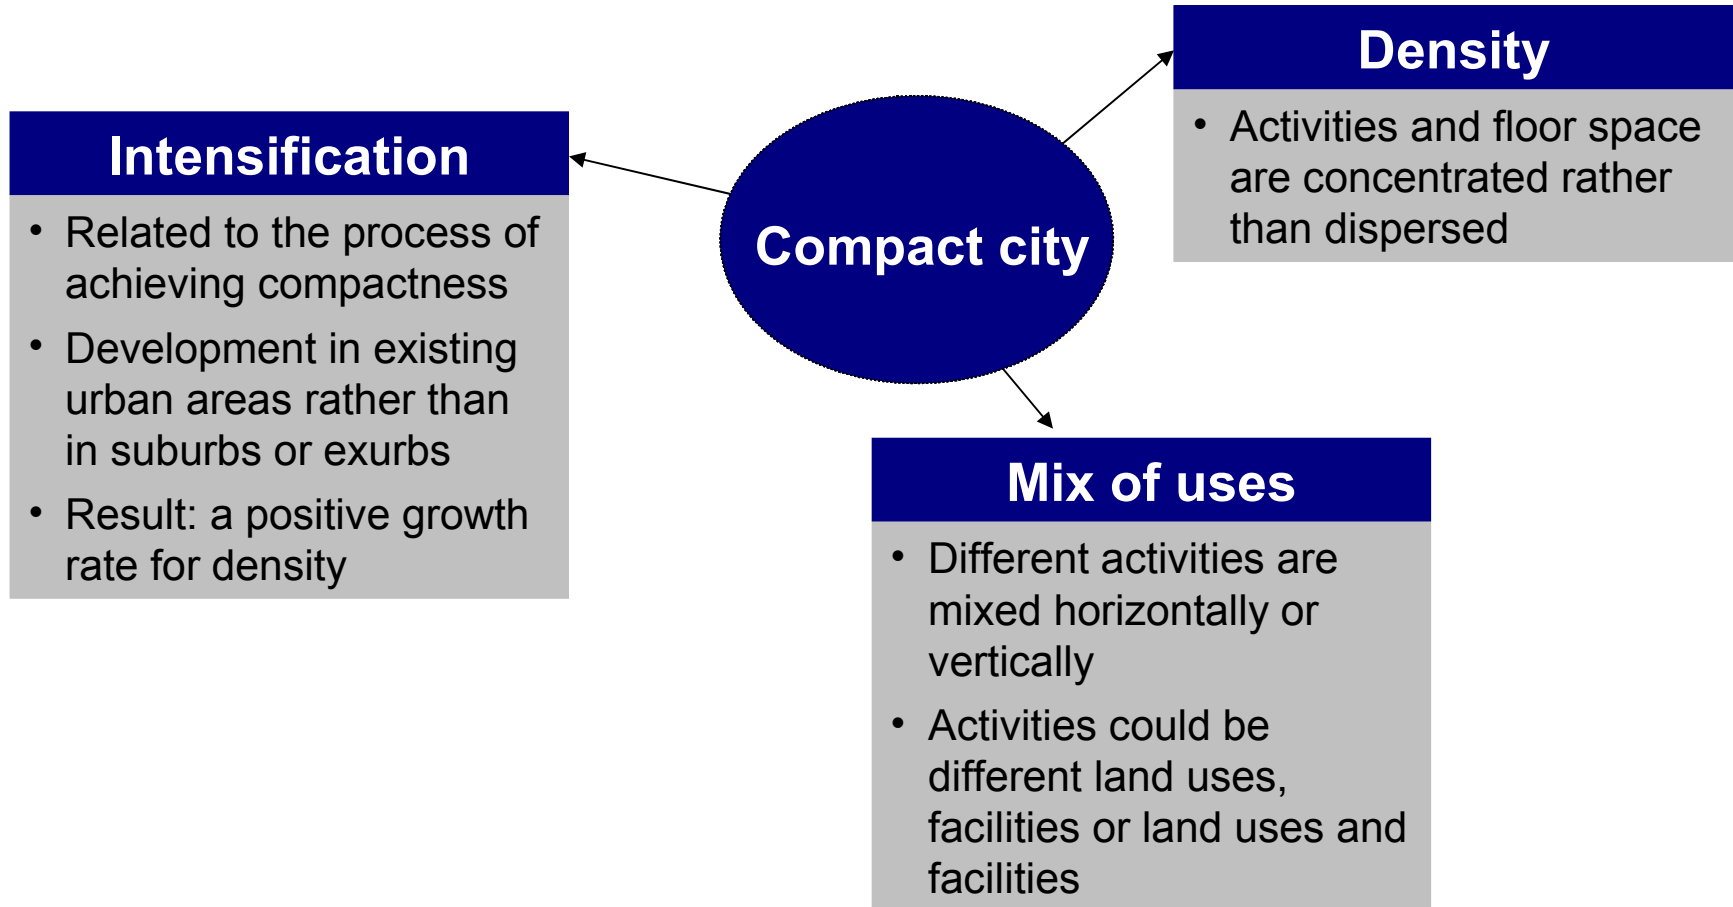 Density
• Activities and floor space
are concentrated rather
than dispersed
Intensification
• Related to the process of
achieving compactness
• Development in existing
urban areas rather than
in suburbs or exurbs
• Result: a positive growth
rate for density
Compact city
Mix of uses
• Different activities are
mixed horizontally or
vertically
• Activities could be
different land uses,
facilities or land uses and
facilities